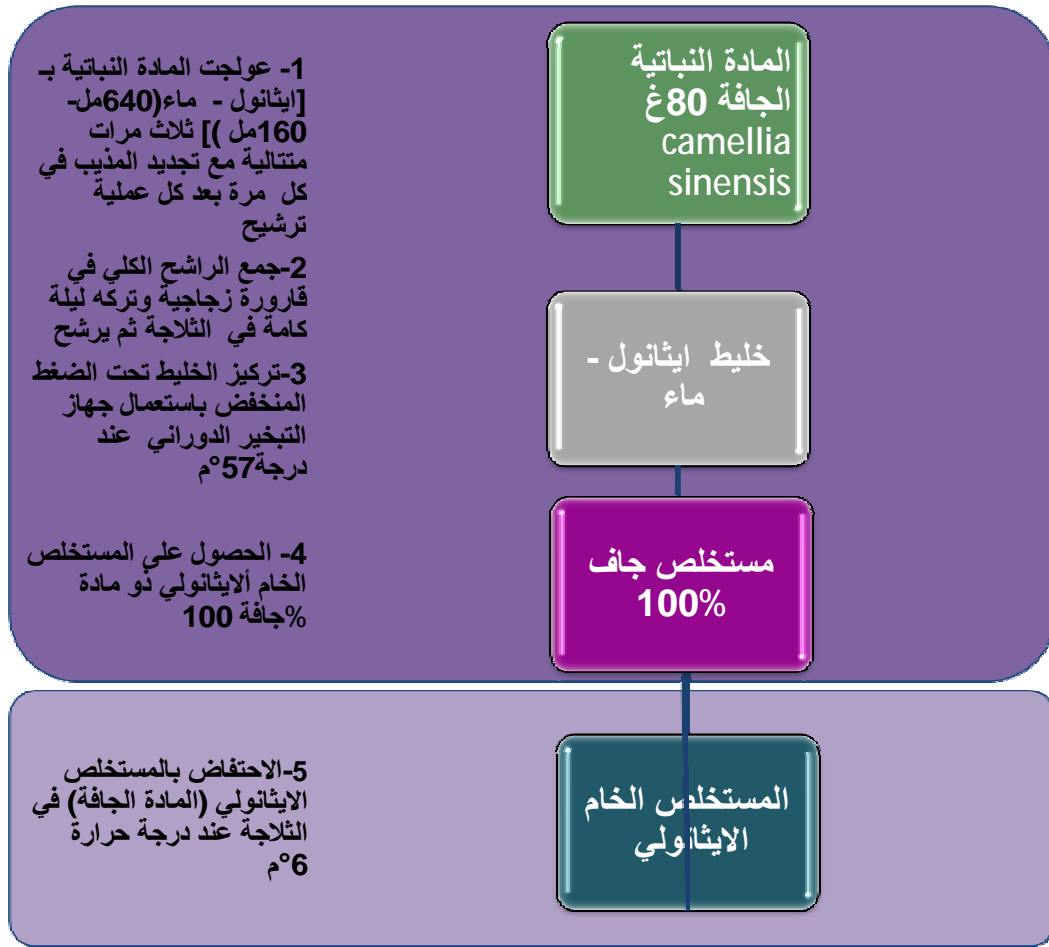 المادة النباتية
الجافة 80غ
camellia
sinensis
1- عولجت المادة النباتية بـ
[ايثانول - ماء(640مل-
160مل )] ثلاث مرات
متتالية مع تجديد المذيب في
كل مرة بعد كل عملية
ترشيح
2-جمع الراشح الكلي في
قارورة زجاجية وتركه ليلة
كامة في الثلاجة ثم يرشح
3-تركيز الخليط تحت الضغط
المنخفض باستعمال جهاز
التبخير الدوراني عند
درجة57°م
4- الحصول على المستخلص
الخام ألايثانولي ذو مادة
%جافة 100
خليط ايثانول -
ماء
مستخلص جاف
100%
5-الاحتفاض بالمستخلص
الايثانولي (المادة الجافة) في
الثلاجة عند درجة حرارة
6°م
المستخلص الخام
الايثانولي